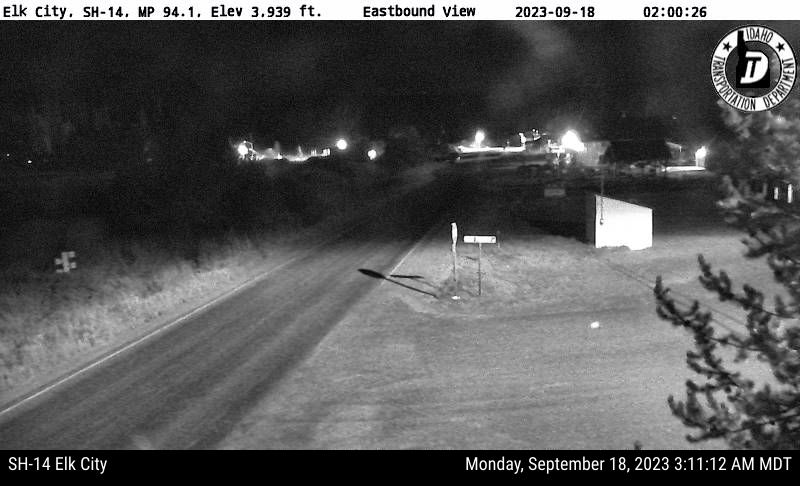 Elk City, SH-14, MP 94.1, Elev 3,939 ft. Eastbound View 2023-09-18 02:00:26
IDAHO
TRANSPORTATION DEPARTMENT
SH-14 Elk City
Monday, September 18, 2023 3:11:12 AM MDT